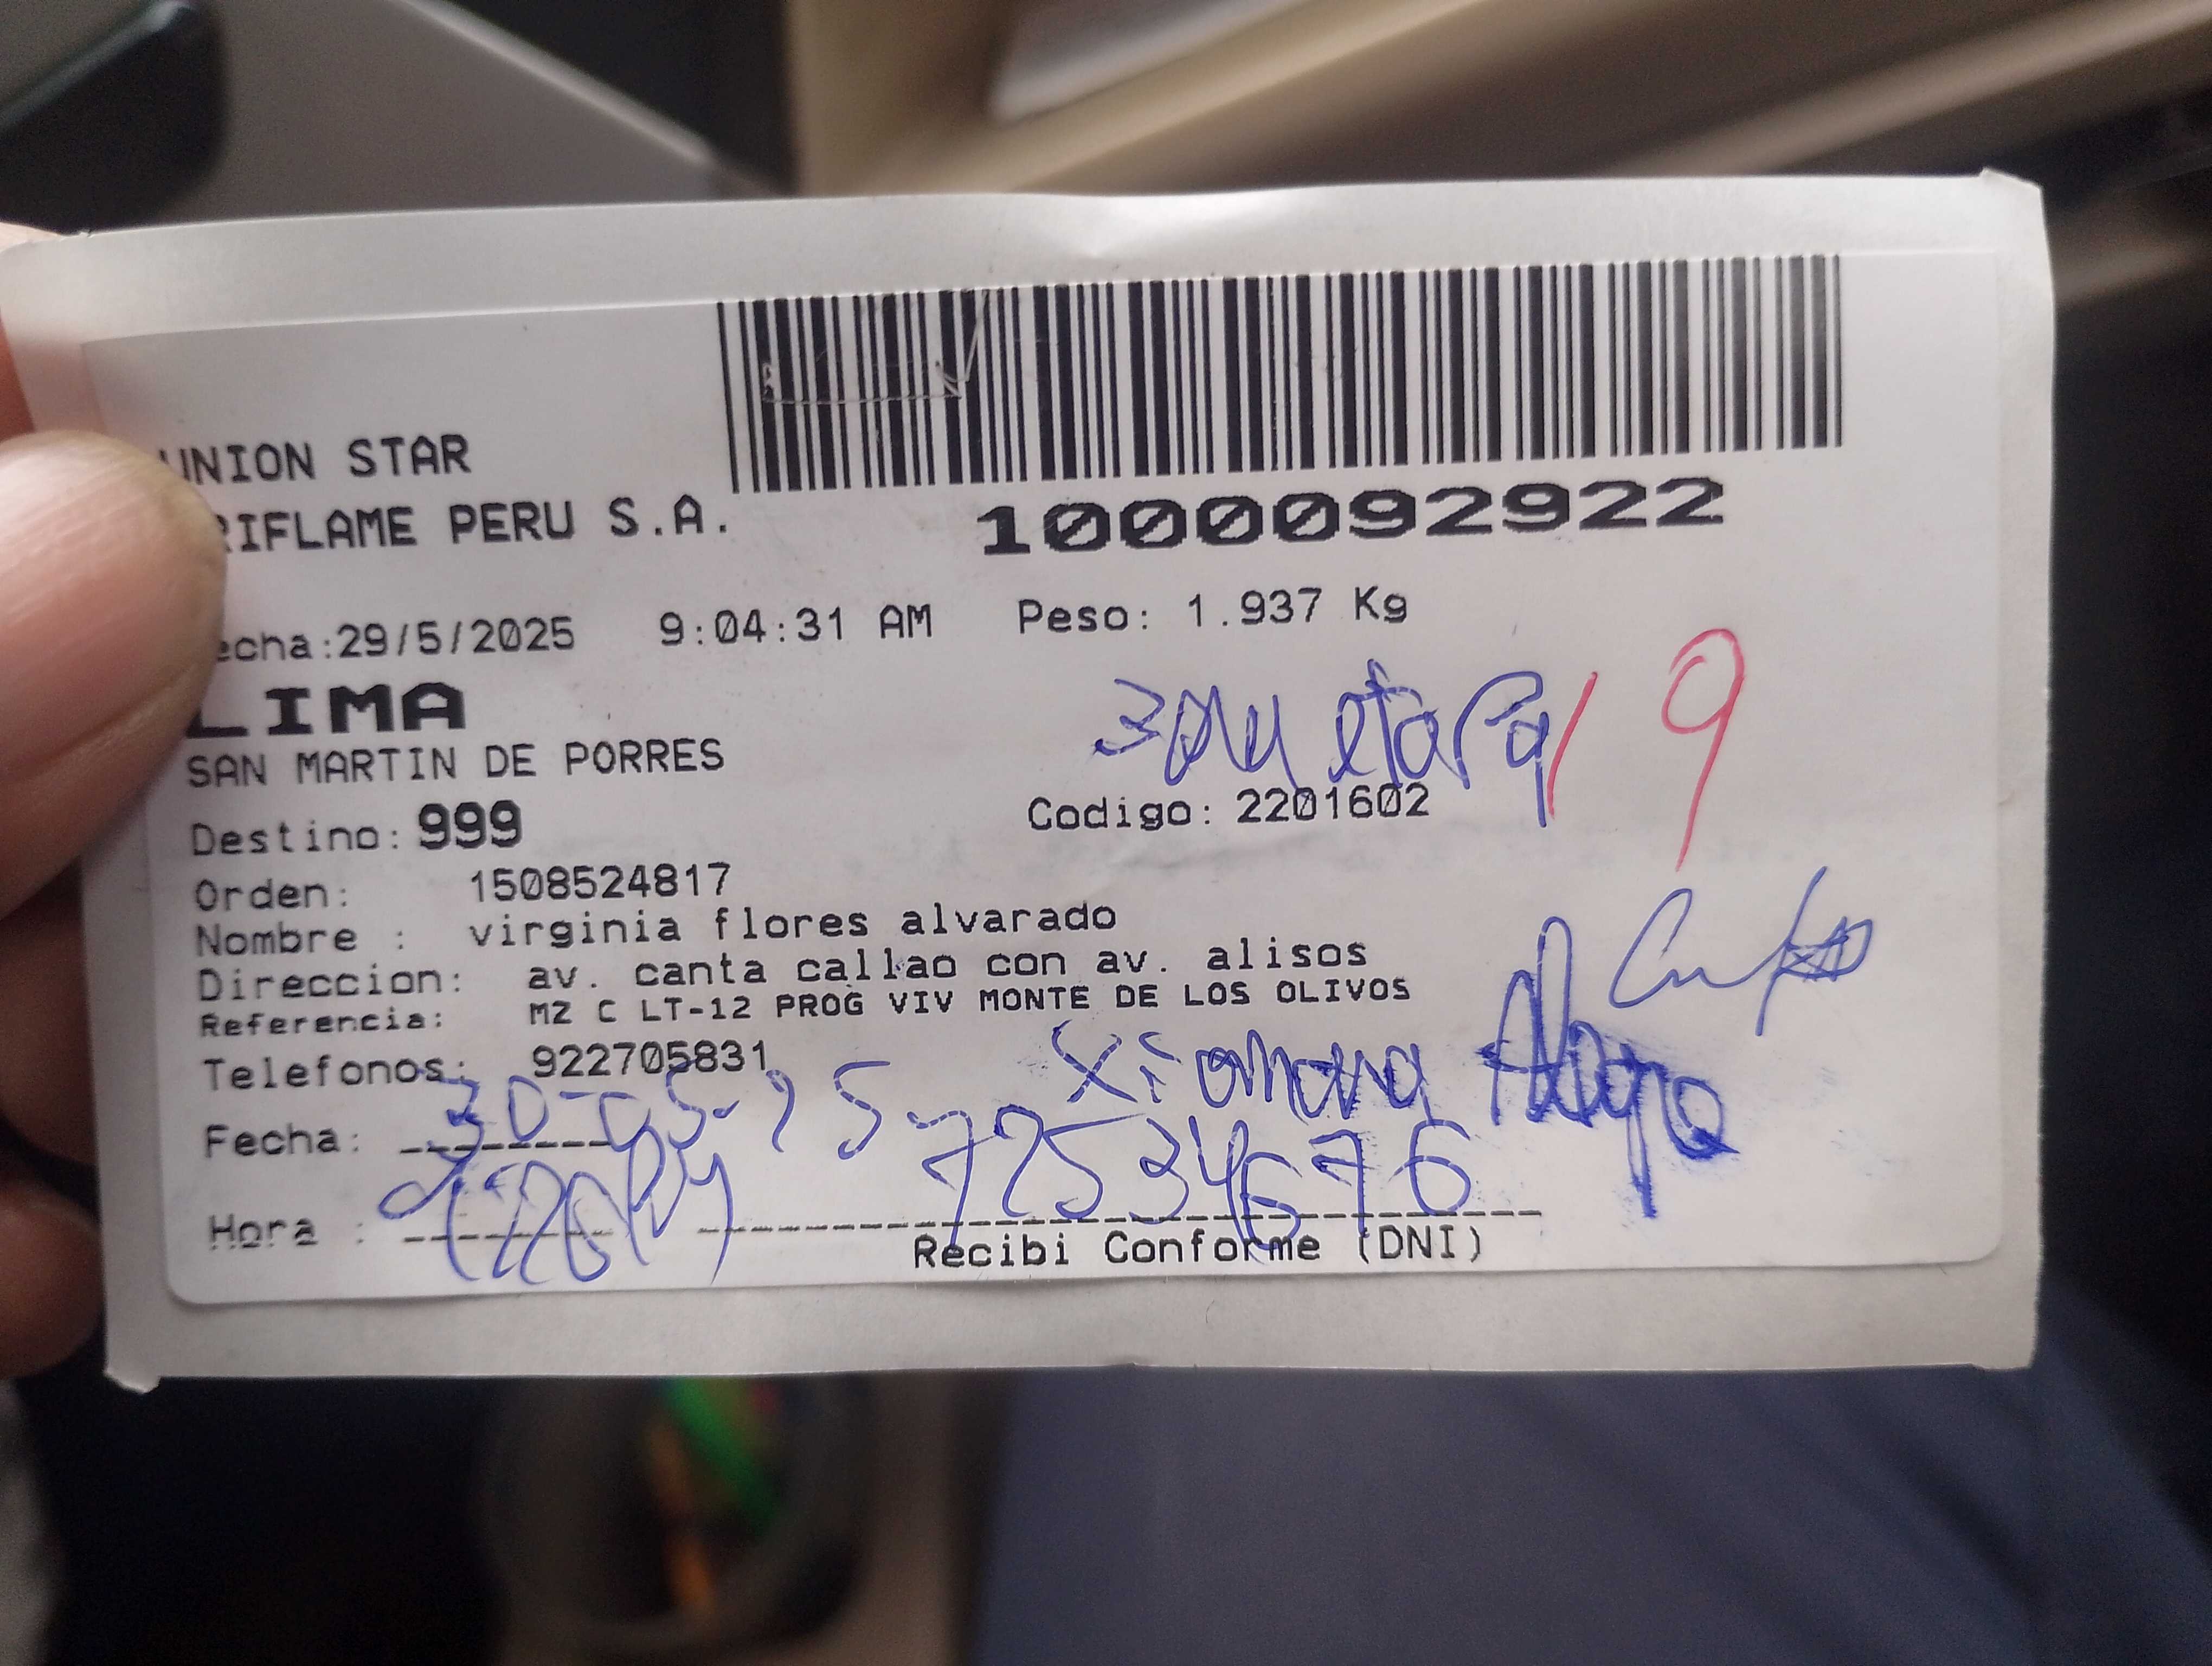 UNION STAR
RIFLAME PERU S.A.
1000092922
echa:29/5/2025 9:04:31 AM Peso: 1.937 Kg
LIMA
9
SAN MARTIN DE PORRES
Destino: 999 Codigo: 2201602
Orden: 1508524817
Nombre : virginia flores alvarado
Direccion: av. canta callao con av. alisos
Referencia: MZ C LT-12 PROG VIV MONTE DE LOS OLIVOS
Telefonos: 922705831
Xiomara
Fecha: 30-05-25
Hora :
Recibi Conforme (DNI)